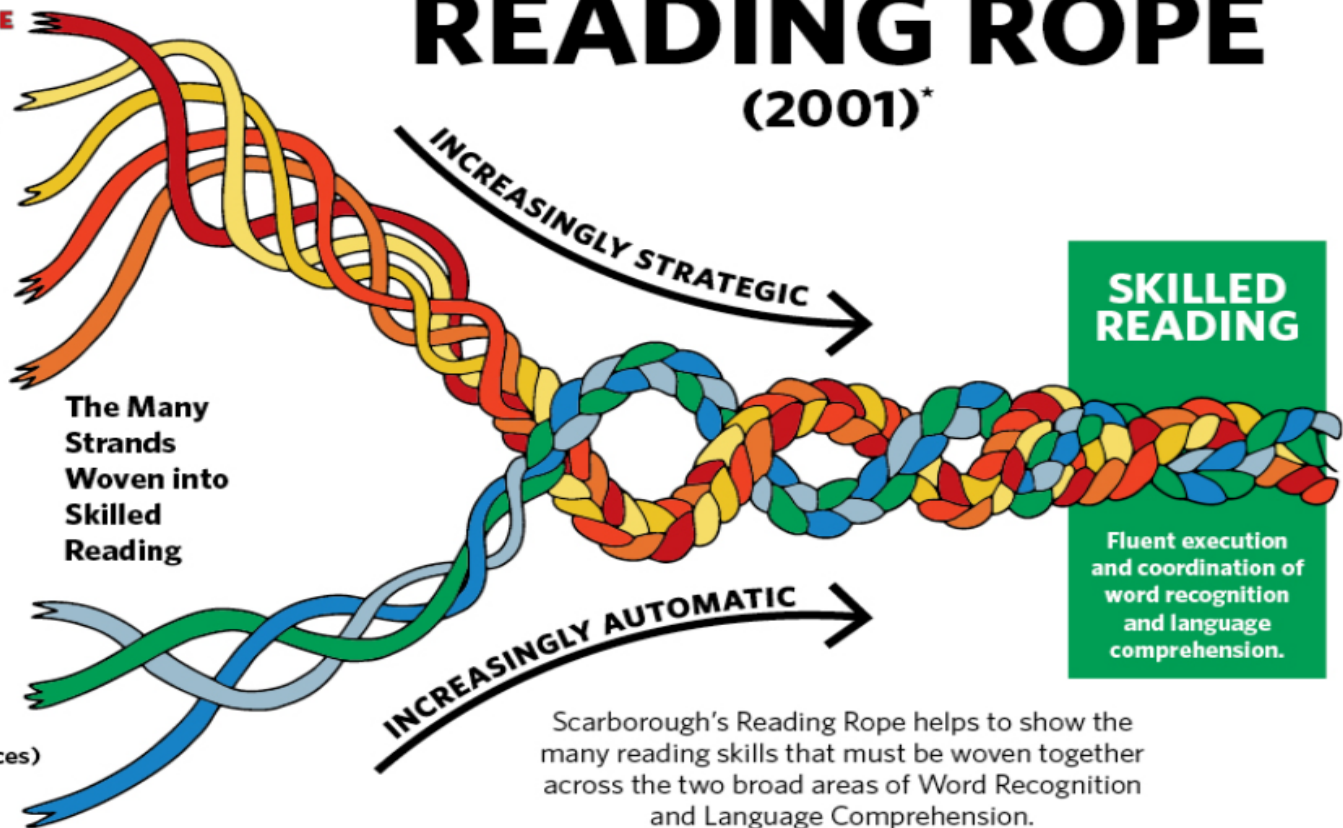 E
READING ROPE
(2001)*
INCREASINGLY STRATEGIC
SKILLED
READING
The Many
Strands
Woven into
Skilled
Reading
Fluent execution
and coordination of
word recognition
and language
comprehension.
INCREASINGLY AUTOMATIC
ces)
Scarborough’s Reading Rope helps to show the
many reading skills that must be woven together
across the two broad areas of Word Recognition
and Language Comprehension.